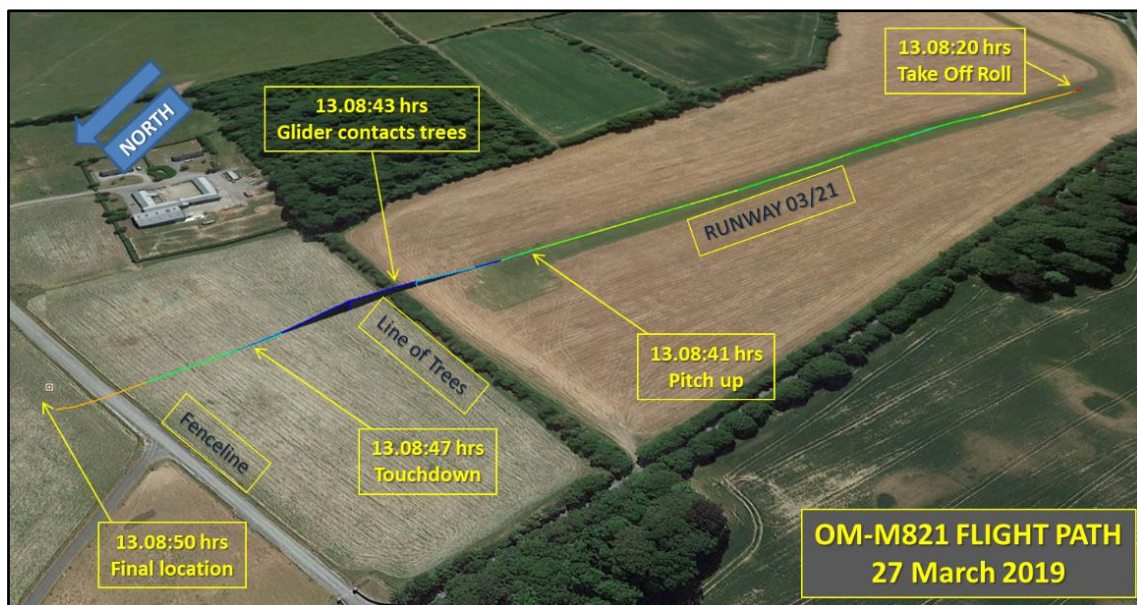 13.08:20 hrs
Take Off Roll
13.08:43 hrs
Glider contacts trees
NORTH
RUNWAY 03/21
Line of Trees
13.08:41 hrs
Pitch up
Fenceline
13.08:47 hrs
Touchdown
13.08:50 hrs
Final location
OM-M821 FLIGHT PATH
27 March 2019